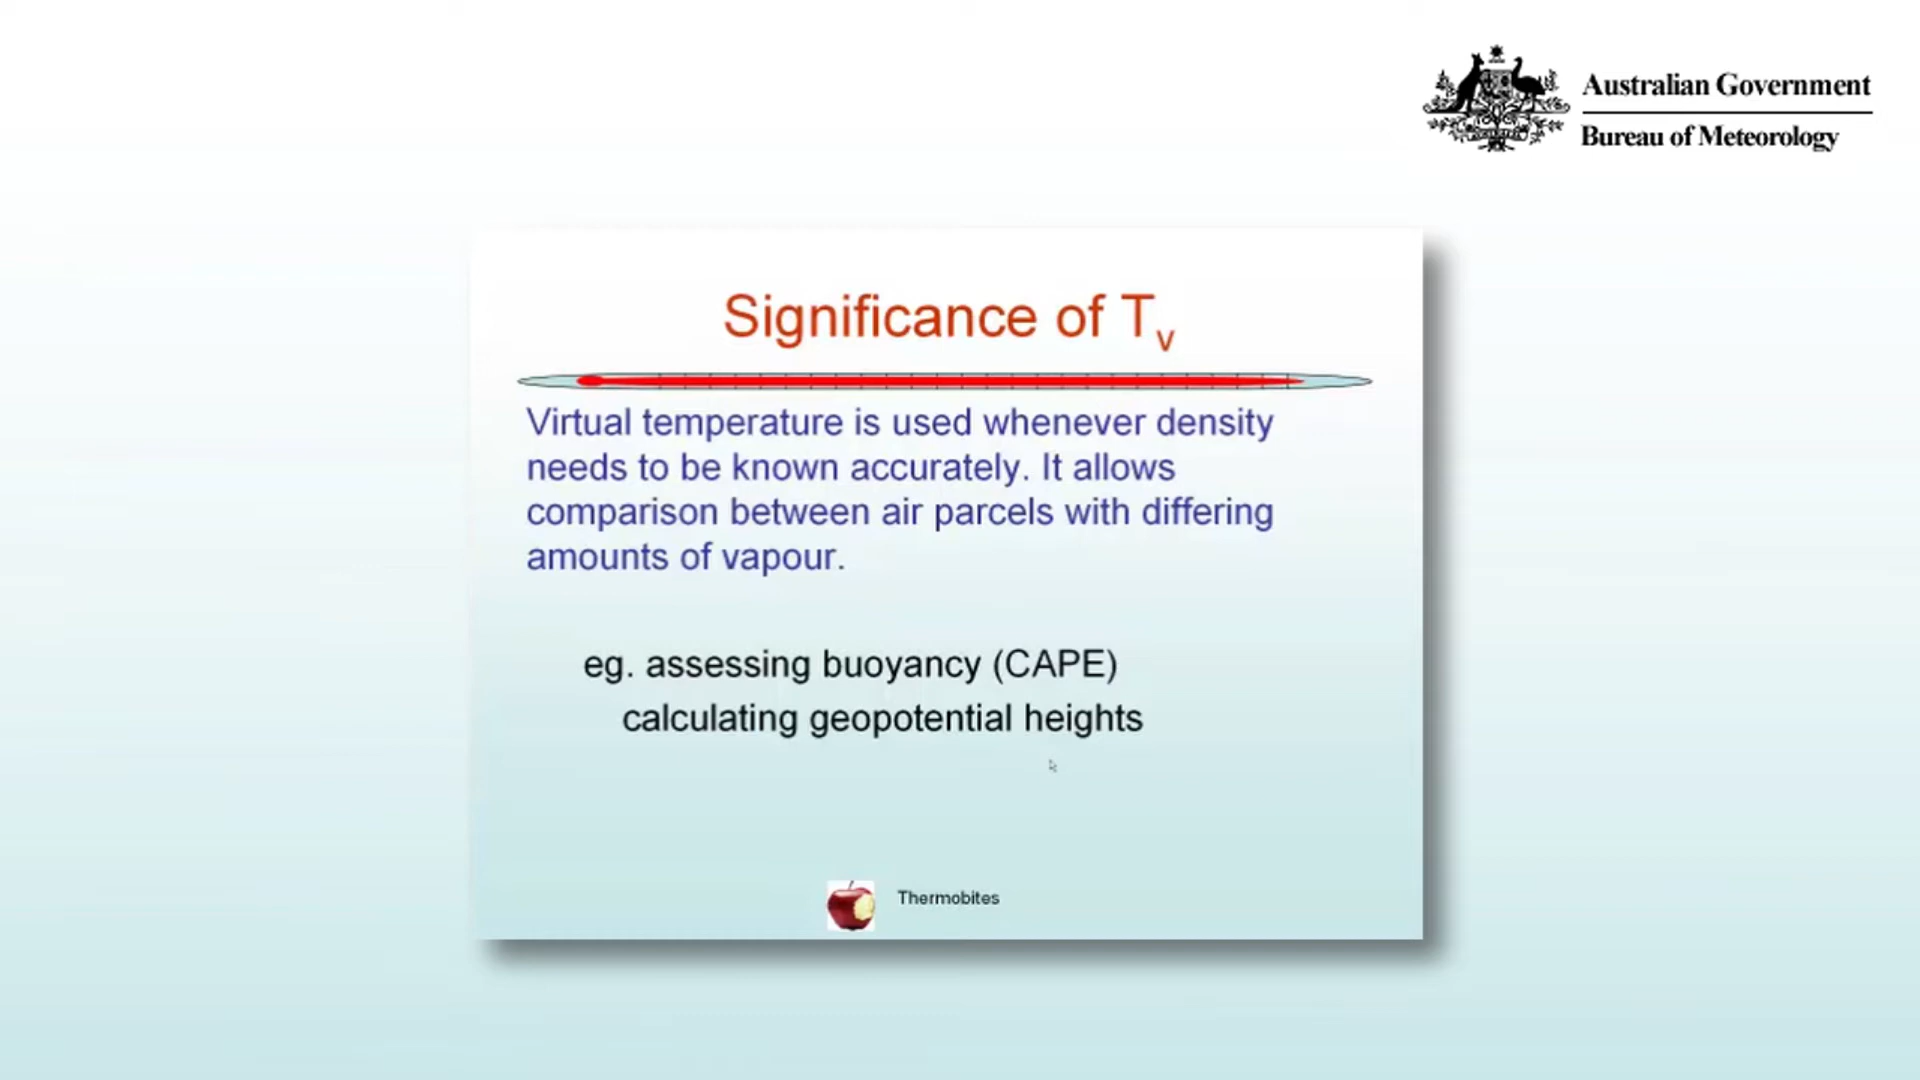 Australian Government
Bureau of Meteorology
Significance of Tv
Virtual temperature is used whenever density
needs to be known accurately. It allows
comparison between air parcels with differing
amounts of vapour.
eg. assessing buoyancy (CAPE)
calculating geopotential heights
Thermobites